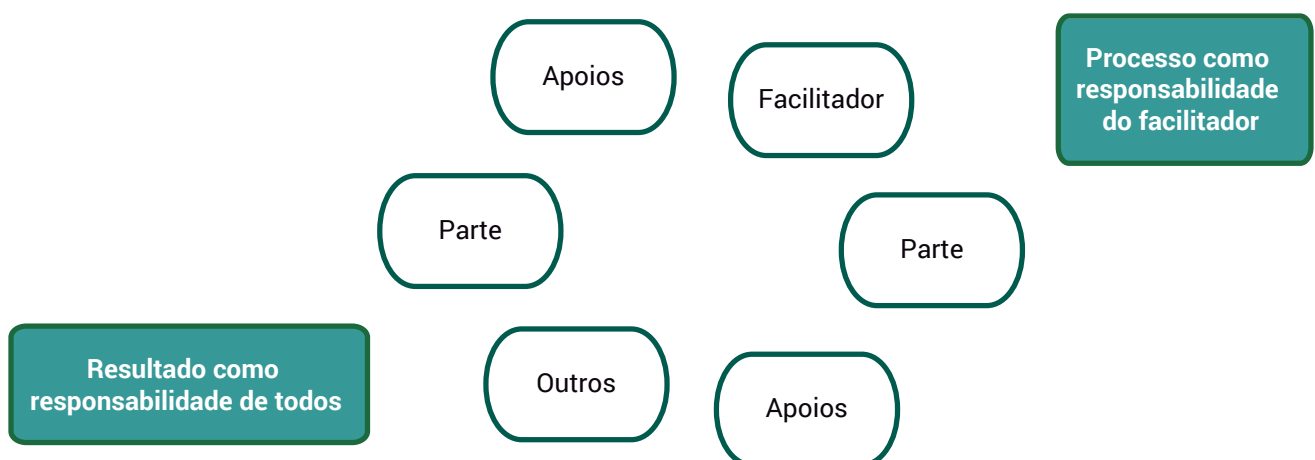 Apoios
Facilitador
Processo como
responsabilidade
do facilitador
Parte
Parte
Resultado como
responsabilidade de todos
Outros
Apoios